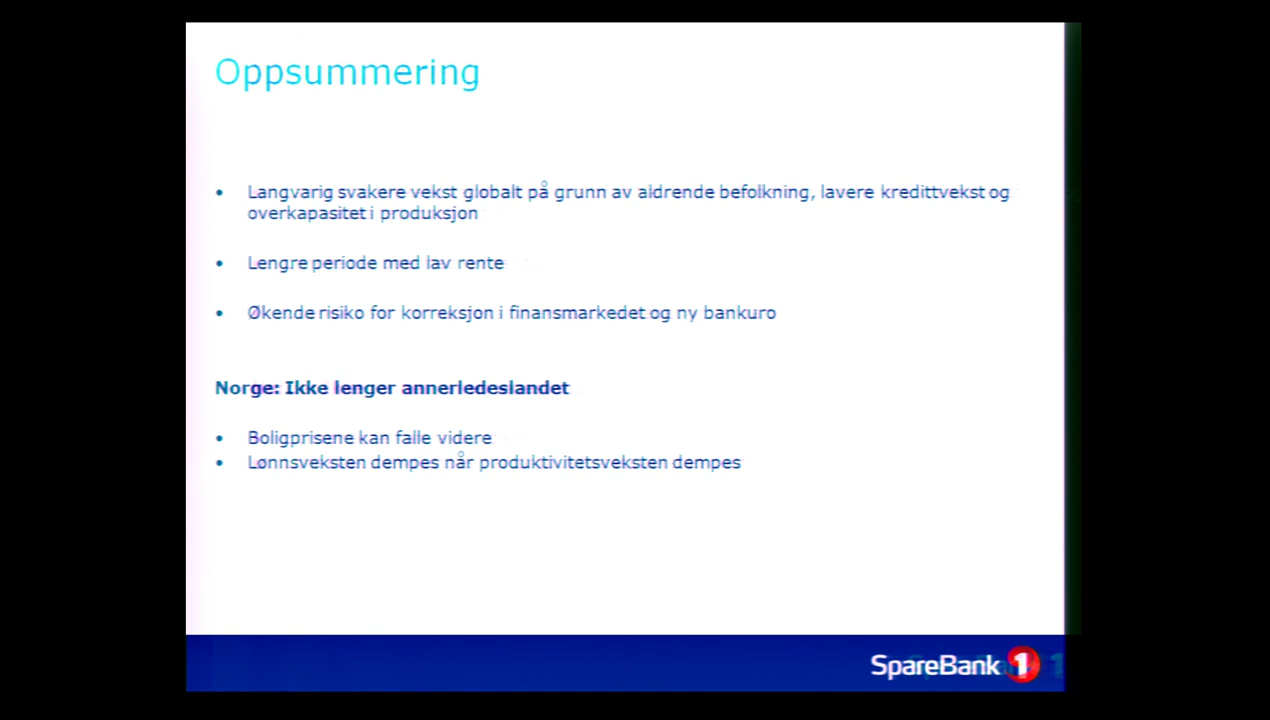 Oppsummering
• Langvarig svakere vekst globalt på grunn av aldrende befolkning, lavere kredittvekst og
overkapasitet i produksjon
• Lengre periode med lav rente
• Økende risiko for korreksjon i finansmarkedet og ny bankuro
Norge: Ikke lenger annerledeslandet
• Boligprisene kan falle videre
• Lønnsveksten dempes når produktivitetsveksten dempes
SpareBank 1